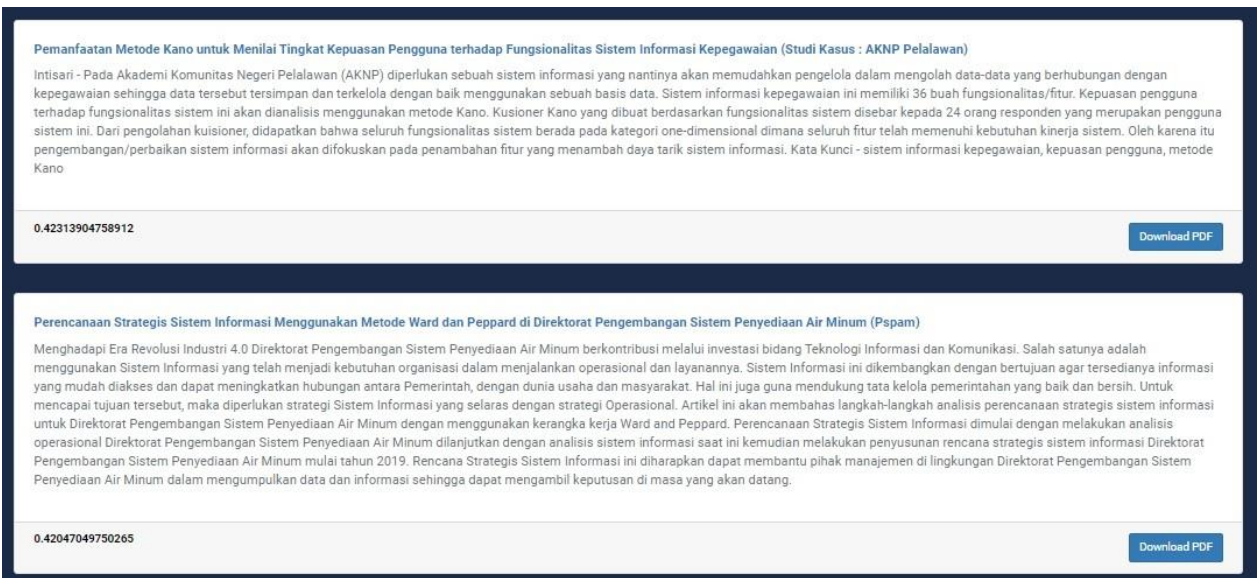 Pemanfaatan Metode Kano untuk Menilai Tingkat Kepuasan Pengguna terhadap Fungsionalitas Sistem Informasi Kepegawaian (Studi Kasus : AKNP Pelalawan)
Intisari - Pada Akademi Komunitas Negeri Pelalawan (AKNP) diperlukan sebuah sistem informasi yang nantinya akan memudahkan pengelola dalam mengolah data-data yang berhubungan dengan
kepegawaian sehingga data tersebut tersimpan dan terkelola dengan baik menggunakan sebuah basis data. Sistem informasi kepegawaian ini memiliki 36 buah fungsionalitas/fitur. Kepuasan pengguna
terhadap fungsionalitas sistem ini akan dianalisis menggunakan metode Kano. Kusioner Kano yang dibuat berdasarkan fungsionalitas sistem disebar kepada 24 orang responden yang merupakan pengguna
sistem ini. Dari pengolahan kuisioner, didapatkan bahwa seluruh fungsionalitas sistem berada pada kategori one-dimensional dimana seluruh fitur telah memenuhi kebutuhan kinerja sistem. Oleh karena itu
pengembangan/perbaikan sistem informasi akan difokuskan pada penambahan fitur yang menambah daya tarik sistem informasi. Kata Kunci - sistem informasi kepegawaian, kepuasan pengguna, metode
Kano
0.42313904758912
Download PDF
Perencanaan Strategis Sistem Informasi Menggunakan Metode Ward dan Peppard di Direktorat Pengembangan Sistem Penyediaan Air Minum (Pspam)
Menghadapi Era Revolusi Industri 4.0 Direktorat Pengembangan Sistem Penyediaan Air Minum berkontribusi melalui investasi bidang Teknologi Informasi dan Komunikasi. Salah satunya adalah
menggunakan Sistem Informasi yang telah menjadi kebutuhan organisasi dalam menjalankan operasional dan layanannya. Sistem Informasi ini dikembangkan dengan bertujuan agar tersedianya informasi
yang mudah diakses dan dapat meningkatkan hubungan antara Pemerintah, dengan dunia usaha dan masyarakat. Hal ini juga guna mendukung tata kelola pemerintahan yang baik dan bersih. Untuk
mencapai tujuan tersebut, maka diperlukan strategi Sistem Informasi yang selaras dengan strategi Operasional. Artikel ini akan membahas langkah-langkah analisis perencanaan strategis sistem informasi
untuk Direktorat Pengembangan Sistem Penyediaan Air Minum dengan menggunakan kerangka kerja Ward and Peppard. Perencanaan Strategis Sistem Informasi dimulai dengan melakukan analisis
operasional Direktorat Pengembangan Sistem Penyediaan Air Minum dilanjutkan dengan analisis sistem informasi saat ini kemudian melakukan penyusunan rencana strategis sistem informasi Direktorat
Pengembangan Sistem Penyediaan Air Minum mulai tahun 2019. Rencana Strategis Sistem Informasi ini diharapkan dapat membantu pihak manajemen di lingkungan Direktorat Pengembangan Sistem
Penyediaan Air Minum dalam mengumpulkan data dan informasi sehingga dapat mengambil keputusan di masa yang akan datang.
0.42047049750265
Download PDF